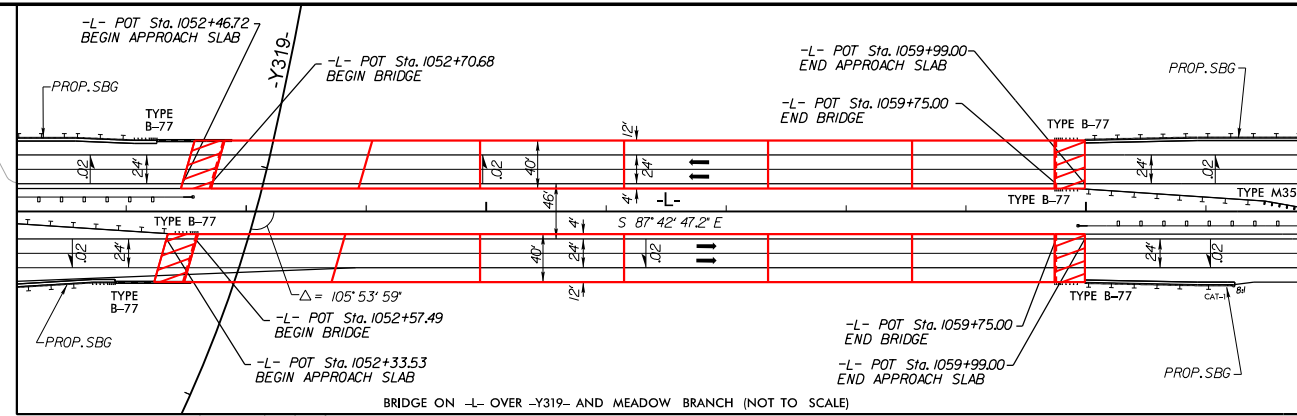 -L- POT Sta. 1052+46.72
BEGIN APPROACH SLAB
-Y319-
-L- POT Sta. 1052+70.68
BEGIN BRIDGE
-L- POT Sta. 1059+99.00
END APPROACH SLAB
PROP. SBG
PROP. SBG
TYPE
B-77
-L- POT Sta. 1059+75.00
END BRIDGE
TYPE B-77
12'
.02
24'
40'
.02
24'
24'
.02
4'
46'
-L-
TYPE B-77
TYPE M35
TYPE B-77
S 87° 42' 47.2" E
4'
.02
24'
40'
24'
.02
24'
.02
12'
TYPE
B-77
△ = 105° 53' 59"
TYPE B-77
CAT-1
8:1
-L- POT Sta. 1052+57.49
BEGIN BRIDGE
-L- POT Sta. 1059+75.00
END BRIDGE
PROP. SBG
-L- POT Sta. 1052+33.53
BEGIN APPROACH SLAB
-L- POT Sta. 1059+99.00
END APPROACH SLAB
PROP. SBG
BRIDGE ON -L- OVER -Y319- AND MEADOW BRANCH (NOT TO SCALE)